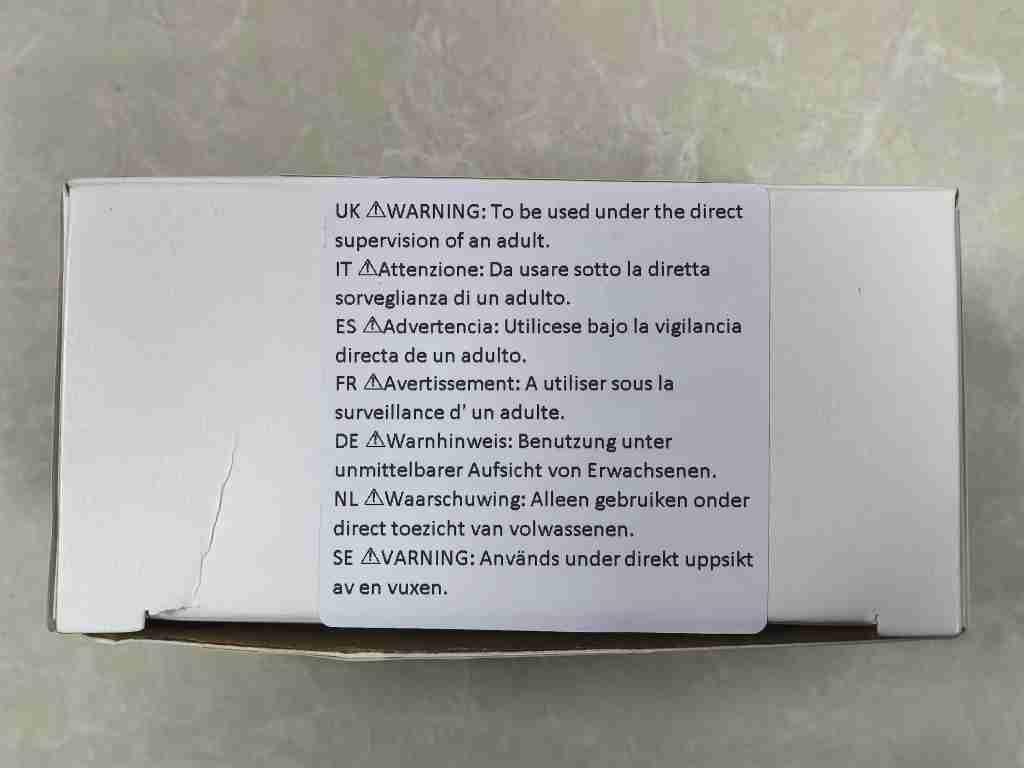 UK ⚠WARNING: To be used under the direct
supervision of an adult.
IT ⚠Attenzione: Da usare sotto la diretta
sorveglianza di un adulto.
ES ⚠Advertencia: Utilicese bajo la vigilancia
directa de un adulto.
FR ⚠Avertissement: A utiliser sous la
surveillance d' un adulte.
DE ⚠Warnhinweis: Benutzung unter
unmittelbarer Aufsicht von Erwachsenen.
NL ⚠Waarschuwing: Alleen gebruiken onder
direct toezicht van volwassenen.
SE ⚠VARNING: Används under direkt uppsikt
av en vuxen.